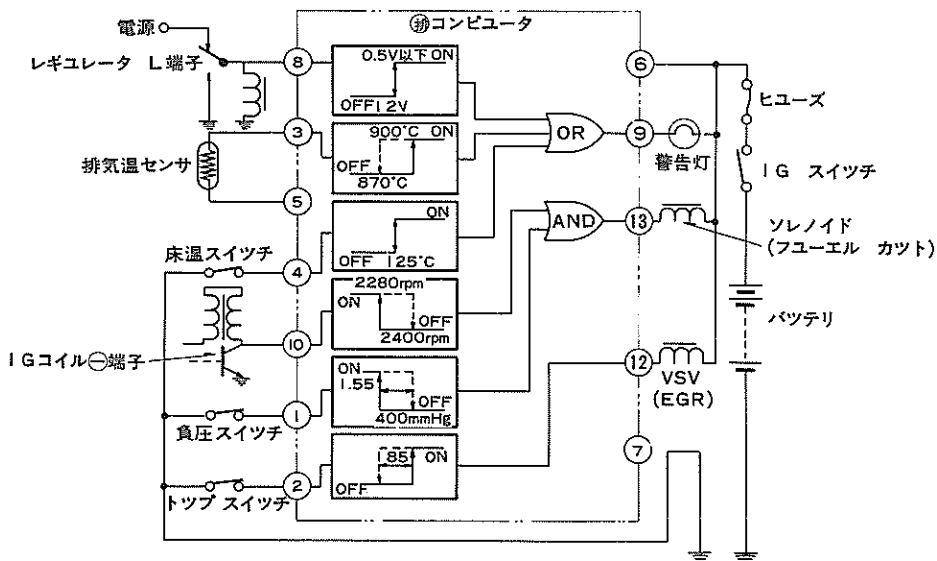 電源
排コンピュータ
レギュレータ L端子
8
0.5V以下 ON
OFF 12V
6
ヒューズ
3
900°C ON
OFF
870°C
OR
9
警告灯
排気温センサ
5
IG スイッチ
ON
OFF 125°C
AND
13
ソレノイド
(フューエル カット)
床温スイッチ
4
2280rpm
ON
OFF
2400rpm
10
バッテリ
IGコイル㊀端子
ON
1.55
OFF
400mmHg
12
VSV
(EGR)
1
負圧スイッチ
85
ON
OFF
7
2
トップ スイッチ